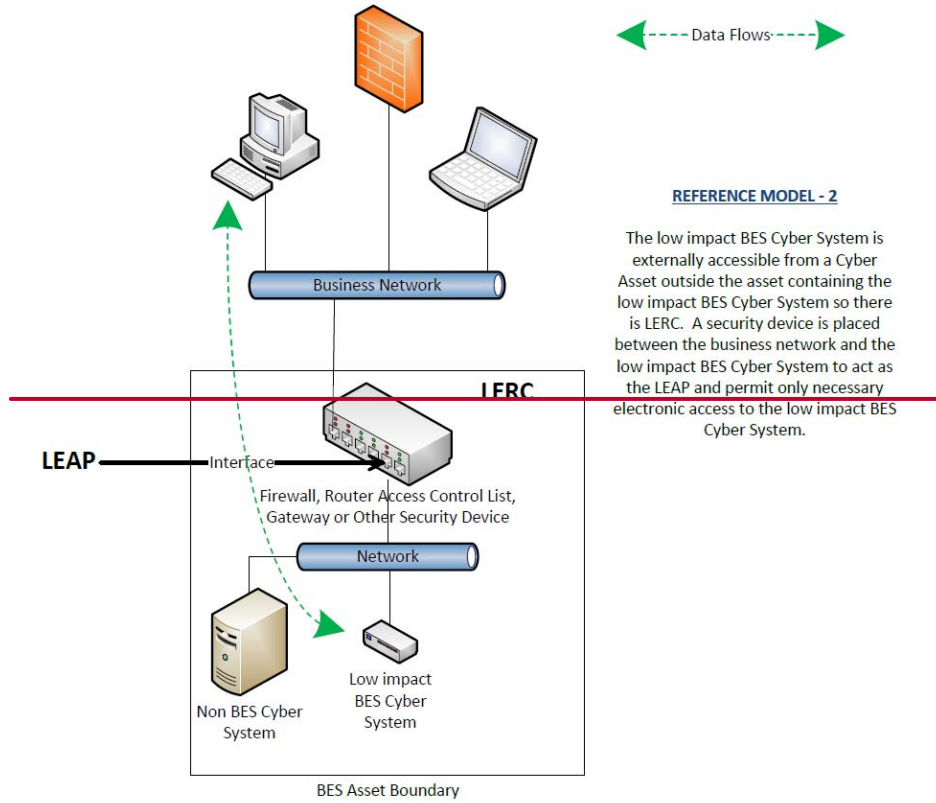 Data Flows
REFERENCE MODEL - 2
The low impact BES Cyber System is
externally accessible from a Cyber
Asset outside the asset containing the
low impact BES Cyber System so there
is LERC. A security device is placed
between the business network and the
low impact BES Cyber System to act as
the LEAP and permit only necessary
electronic access to the low impact BES
Cyber System.
Business Network
LERC
LEAP
Interface
Firewall, Router Access Control List,
Gateway or Other Security Device
Network
Non BES Cyber
System
Low impact
BES Cyber
System
BES Asset Boundary